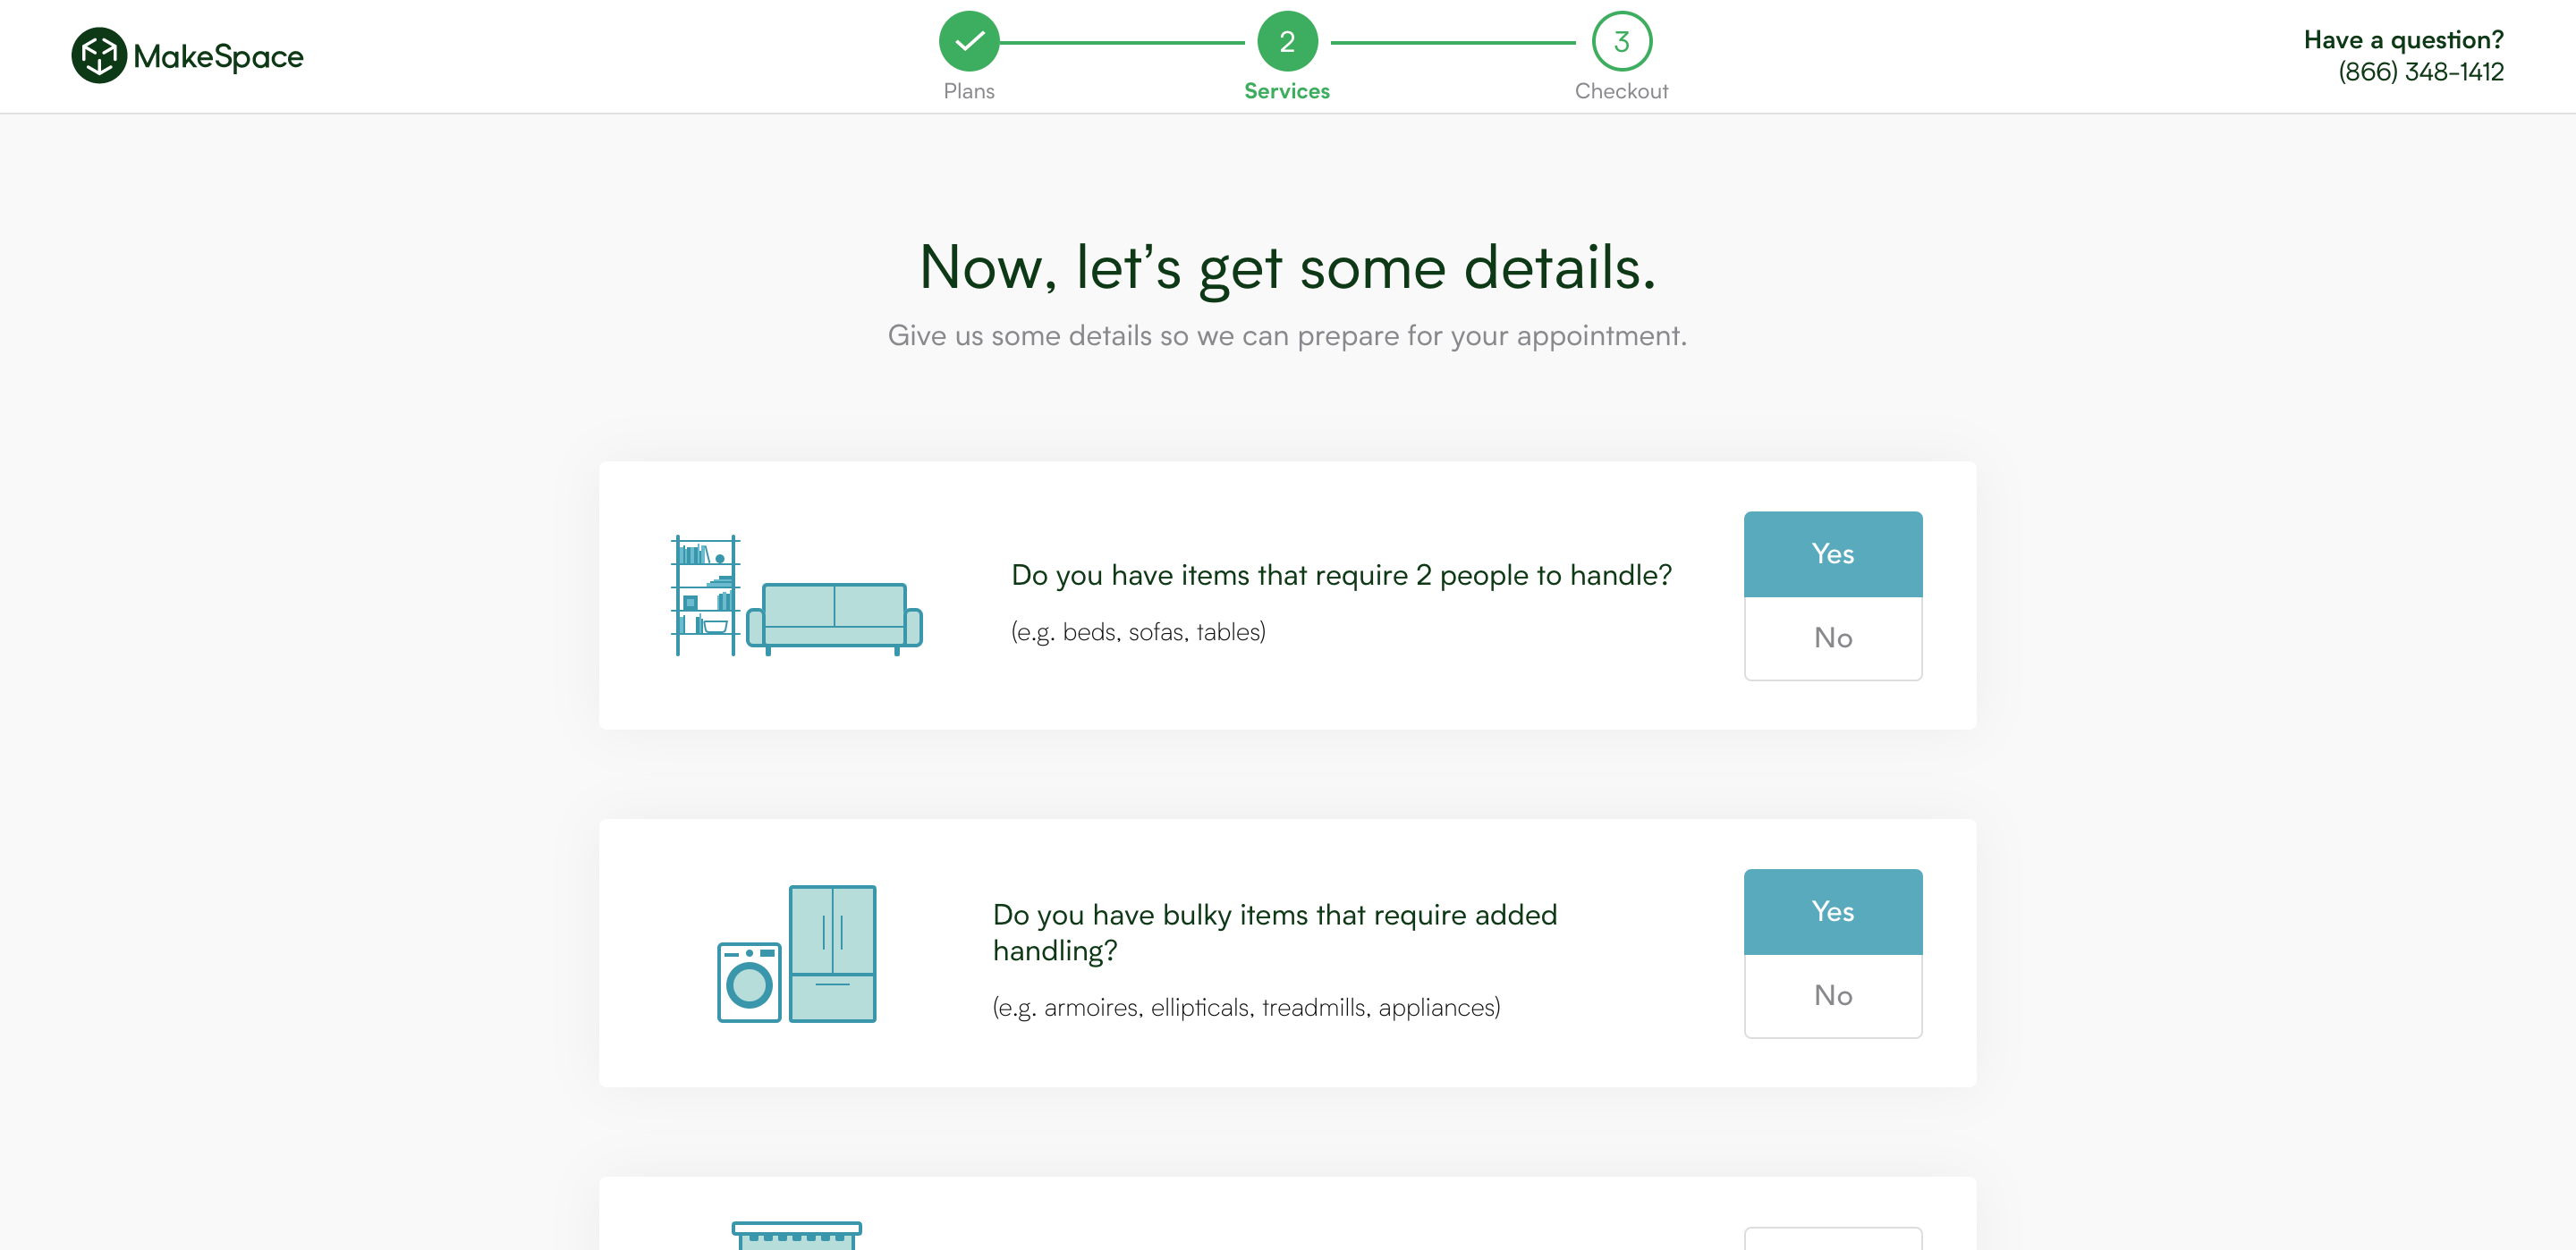 MakeSpace
2
3
Plans
Services
Checkout
Have a question?
(866) 348-1412
Now, let’s get some details.
Give us some details so we can prepare for your appointment.
Do you have items that require 2 people to handle?
(e.g. beds, sofas, tables)
Yes
No
Do you have bulky items that require added
handling?
(e.g. armoires, ellipticals, treadmills, appliances)
Yes
No